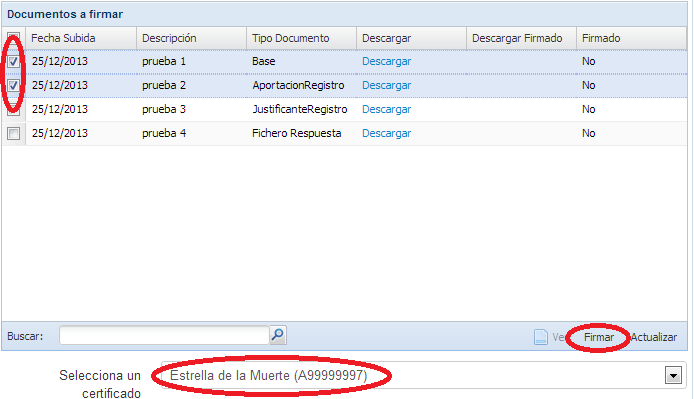 Documentos a firmar
Fecha Subida Descripción Tipo Documento Descargar Descargar Firmado Firmado
25/12/2013 prueba 1 Base Descargar No
25/12/2013 prueba 2 AportacionRegistro Descargar No
25/12/2013 prueba 3 JustificanteRegistro Descargar No
25/12/2013 prueba 4 Fichero Respuesta Descargar No
Buscar: Firmar Actualizar
Selecciona un Estrella de la Muerte (A99999997)
certificado